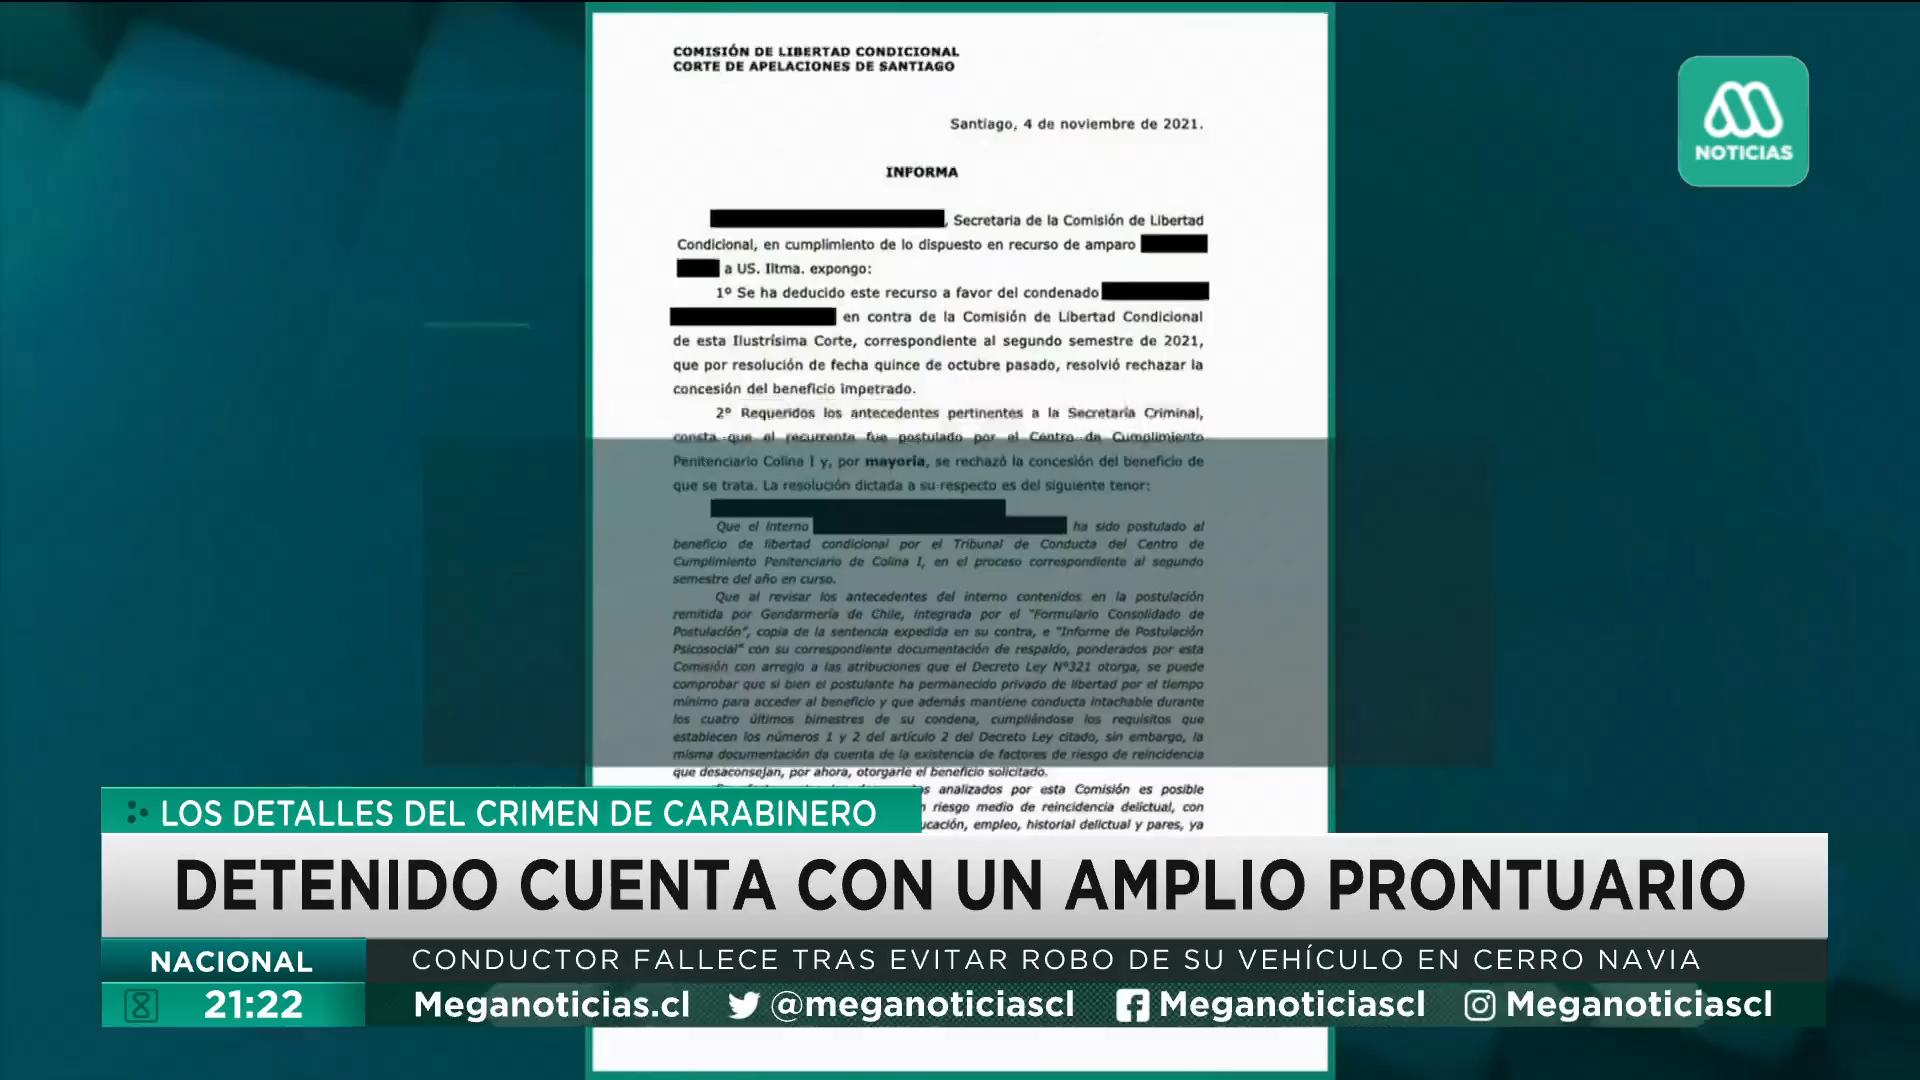 COMISIÓN DE LIBERTAD CONDICIONAL
CORTE DE APELACIONES DE SANTIAGO
Santiago, 4 de noviembre de 2021.
NOTICIAS
INFORMA
, Secretaria de la Comisión de Libertad
Condicional, en cumplimiento de lo dispuesto en recurso de amparo
a US. Iltma. expongo:
1º Se ha deducido este recurso a favor del condenado
en contra de la Comisión de Libertad Condicional
de esta Ilustrísima Corte, correspondiente al segundo semestre de 2021,
que por resolución de fecha quince de octubre pasado, resolvió rechazar la
concesión del beneficio impetrado.
2º Requeridos los antecedentes pertinentes a la Secretaría Criminal,
consta que el recurrente fue postulado por el Centro de Cumplimiento
Penitenciario Colina I y, por mayoría, se rechazó la concesión del beneficio de
que se trata. La resolución dictada a su respecto es del siguiente tenor:
Que el interno ha sido postulado al
beneficio de libertad condicional por el Tribunal de Conducta del Centro de
Cumplimiento Penitenciario de Colina I, en el proceso correspondiente al segundo
semestre del año en curso.
Que al revisar los antecedentes del interno contenidos en la postulación
remitida por Gendarmería de Chile, integrada por el "Formulario Consolidado de
Postulación", copia de la sentencia expedida en su contra, e "Informe de Postulación
Psicosocial" con su correspondiente documentación de respaldo, ponderados por esta
Comisión con arreglo a las atribuciones que el Decreto Ley Nº321 otorga, se puede
comprobar que si bien el postulante ha permanecido privado de libertad por el tiempo
mínimo para acceder al beneficio y que además mantiene conducta intachable durante
los cuatro últimos bimestres de su condena, cumpliéndose los requisitos que
establecen los números 1 y 2 del artículo 2 del Decreto Ley citado, sin embargo, la
misma documentación da cuenta de la existencia de factores de riesgo de reincidencia
que desaconsejan, por ahora, otorgarle el beneficio solicitado.
analizados por esta Comisión es posible
riesgo medio de reincidencia delictual, con
empleo, historial delictual y pares, ya
LOS DETALLES DEL CRIMEN DE CARABINERO
DETENIDO CUENTA CON UN AMPLIO PRONTUARIO
NACIONAL CONDUCTOR FALLECE TRAS EVITAR ROBO DE SU VEHÍCULO EN CERRO NAVIA
21:22 Meganoticias.cl @meganoticiascl Meganoticiascl Meganoticiascl